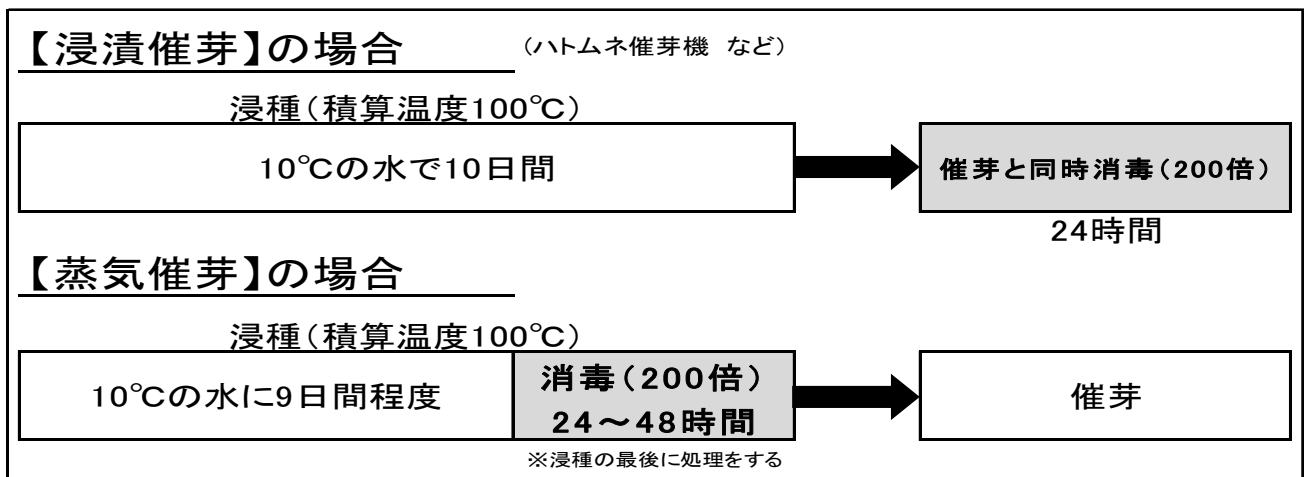 【浸漬催芽】の場合 （ハトムネ催芽機 など）
浸種（積算温度100℃）
10℃の水で10日間
催芽と同時消毒（200倍）
24時間
【蒸気催芽】の場合
浸種（積算温度100℃）
10℃の水に9日間程度
消毒（200倍）
24～48時間
催芽
※浸種の最後に処理をする